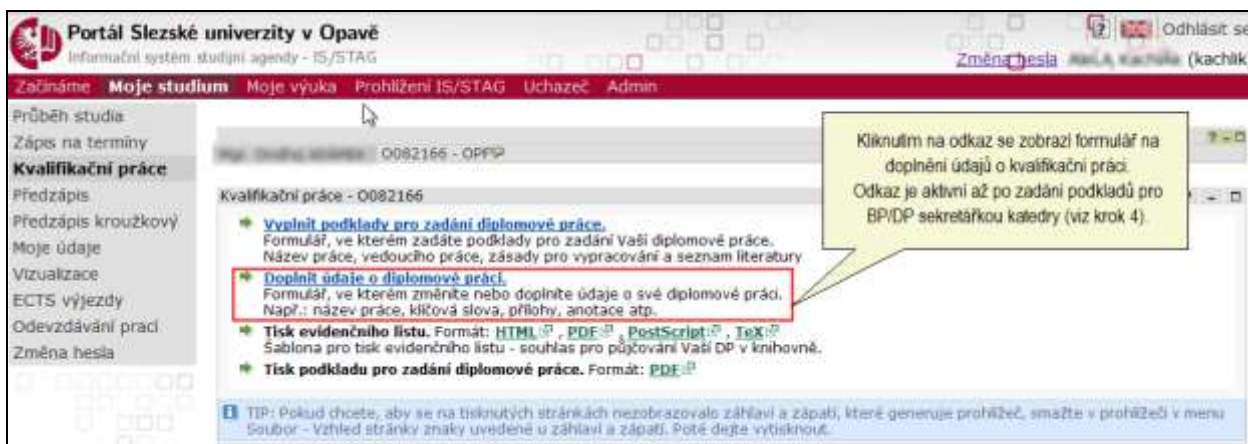 Portál Slezské univerzity v Opavě
Informační systém studijní agendy - IS/STAG
Odhlásit se
Změna hesla (kachlik
Začínáme Moje studium Moje výuka Prohlížení IS/STAG Uchazeč Admin
Průběh studia
Zápis na termíny
Kvalifikační práce
Předzápis
Předzápis kroužkový
Moje údaje
Vizualizace
ECTS výjezdy
Odevzdávání prací
Změna hesla
O082166 - OPFSP
Kvalifikační práce - O082166
Vyplnit podklady pro zadání diplomové práce.
Formulář, ve kterém zadáte podklady pro zadání Vaší diplomové práce.
Název práce, vedoucího práce, zásady pro vypracování a seznam literatury
Doplnit údaje o diplomové práci.
Formulář, ve kterém změníte nebo doplníte údaje o své diplomové práci.
Např.: název práce, klíčová slova, přílohy, anotace atp.
Tisk evidenčního listu. Formát: HTML , PDF , PostScript , TeX
Šablona pro tisk evidenčního listu - souhlas pro půjčování Vaší DP v knihovně.
Tisk podkladu pro zadání diplomové práce. Formát: PDF
TIP: Pokud chcete, aby se na tisknutých stránkách nezobrazovalo záhlaví a zápatí, které generuje prohlížeč, smažte v prohlížeči v menu
Soubor - Vzhled stránky znaky uvedené u záhlaví a zápatí. Poté dejte vytisknout.
Kliknutím na odkaz se zobrazí formulář na
doplnění údajů o kvalifikační práci.
Odkaz je aktivní až po zadání podkladů pro
BP/DP sekretářkou katedry (viz krok 4).